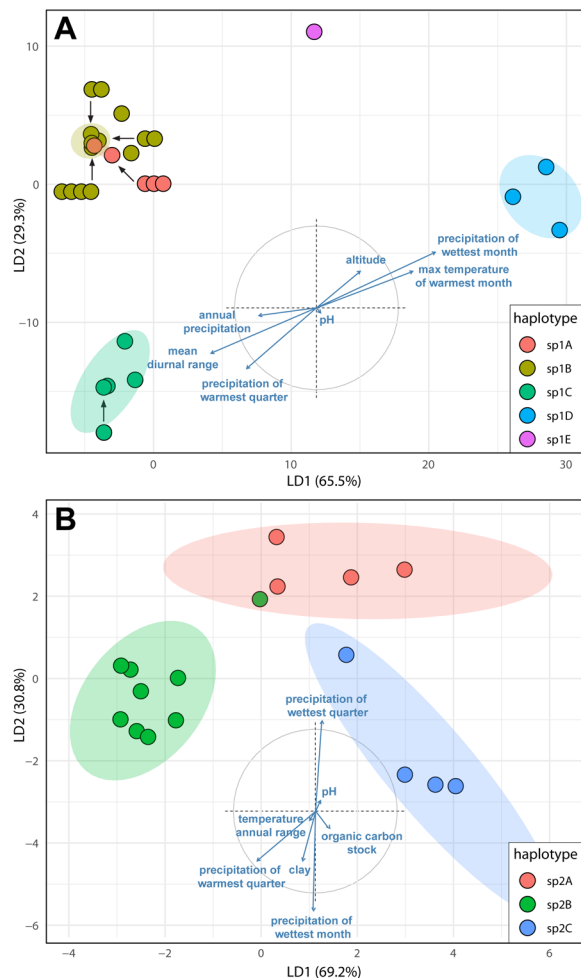 A
10
0
−10
LD2 (29.3%)
altitude
precipitation of
wettest month
max temperature
of warmest month
annual
precipitation
pH
mean
diurnal range
precipitation of
warmest quarter
haplotype
sp1A
sp1B
sp1C
sp1D
sp1E
0
10
20
30
LD1 (65.5%)
B
4
2
0
−2
−4
−6
LD2 (30.8%)
precipitation of
wettest quarter
pH
temperature
annual range
organic carbon
stock
precipitation of
warmest quarter
clay
precipitation of
wettest month
haplotype
sp2A
sp2B
sp2C
−4
−2
0
2
4
6
LD1 (69.2%)